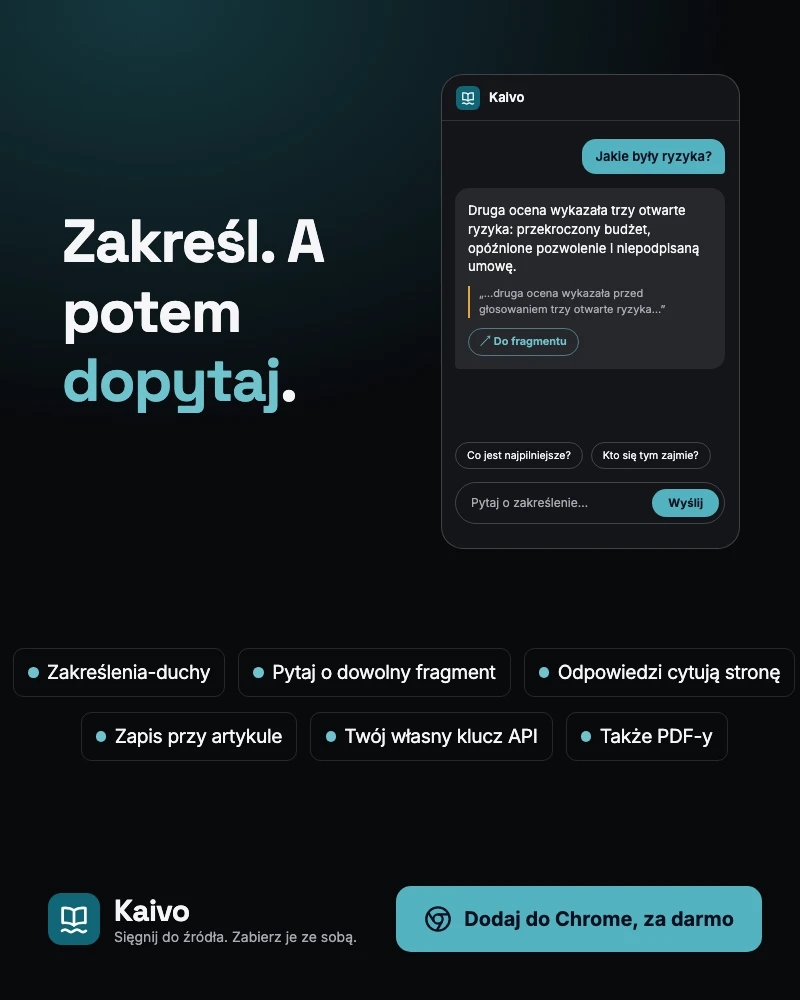 Kaivo
Jakie były ryzyka?
Druga ocena wykazała trzy otwarte
ryzyka: przekroczony budżet,
opóźnione pozwolenie i niepodpisaną
umowę.
„...druga ocena wykazała przed
głosowaniem trzy otwarte ryzyka...”
↗ Do fragmentu
Co jest najpilniejsze?
Kto się tym zajmie?
Pytaj o zakreślenie...
Wyślij
Zakreśl. A
potem
dopytaj.
Zakreślenia-duchy
Pytaj o dowolny fragment
Odpowiedzi cytują stronę
Zapis przy artykule
Twój własny klucz API
Także PDF-y
Kaivo
Sięgnij do źródła. Zabierz je ze sobą.
Dodaj do Chrome, za darmo